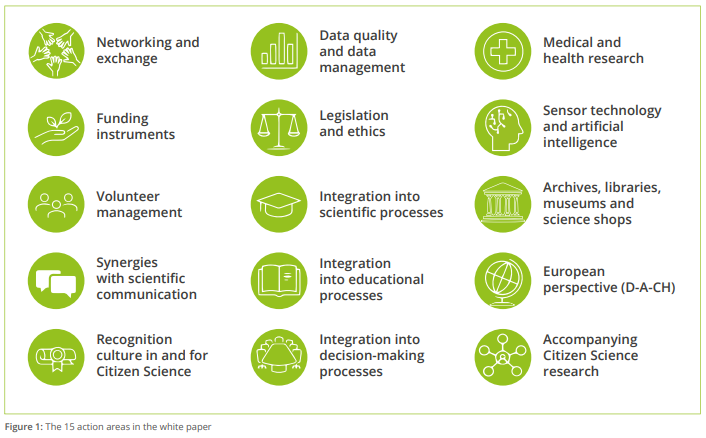 Networking and
exchange
Funding
instruments
Volunteer
management
Synergies
with scientific
communication
Recognition
culture in and for
Citizen Science
Data quality
and data
management
Legislation
and ethics
Integration into
scientific processes
Integration
into educational
processes
Integration into
decision-making
processes
Medical and
health research
Sensor technology
and artificial
intelligence
Archives, libraries,
museums and
science shops
European
perspective (D-A-CH)
Accompanying
Citizen Science
research
Figure 1: The 15 action areas in the white paper